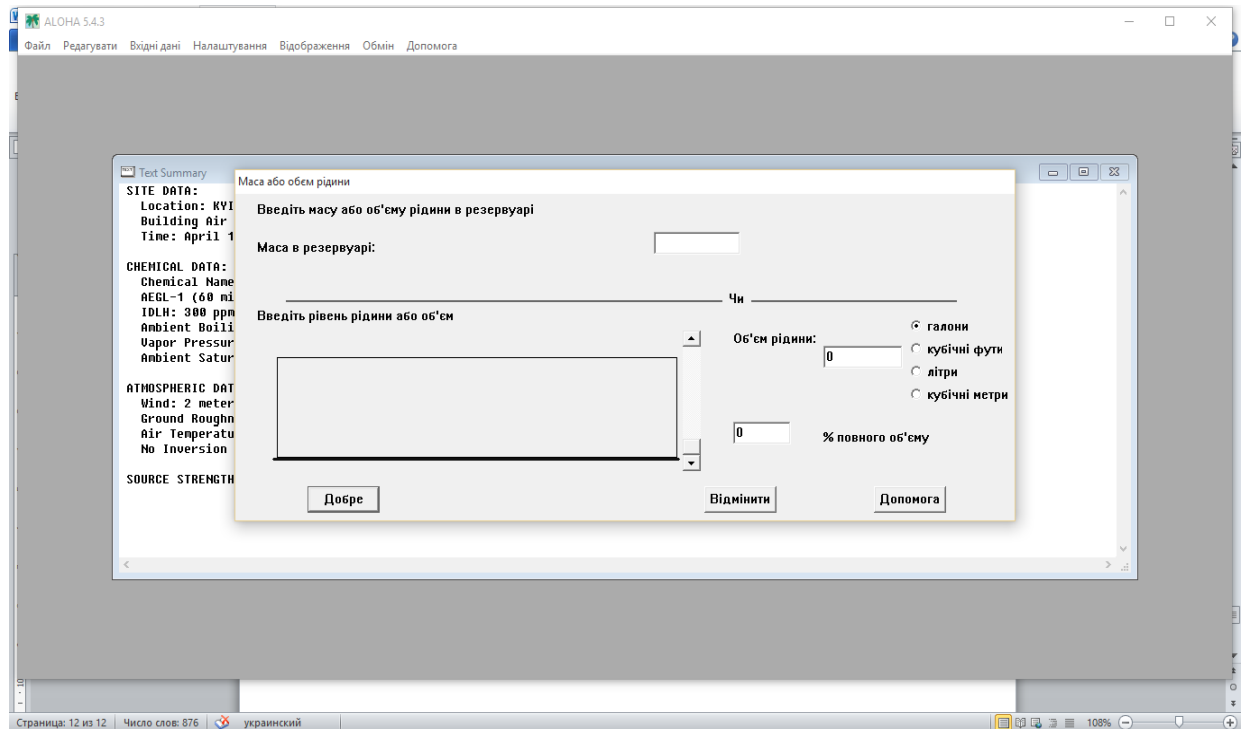 ALOHA 5.4.3
Файл Редагувати Вхідні дані Налаштування Відображення Обмін Допомога
Text Summary
SITE DATA:
Location: KYI
Building Air
Time: April 1
CHEMICAL DATA:
Chemical Name
AEGL-1 (60 mi
IDLH: 300 ppm
Ambient Boili
Vapor Pressur
Ambient Satur
ATMOSPHERIC DAT
Wind: 2 meter
Ground Roughn
Air Temperatu
No Inversion
SOURCE STRENGTH
Маса або обєм рідини
Введіть масу або об'єму рідини в резервуарі
Маса в резервуарі:
Чи
Введіть рівень рідини або об'єм
Об'єм рідини:
0
галони
кубічні фути
літри
кубічні метри
0
% повного об'єму
Добре
Відмінити
Допомога
Страница: 12 из 12 Число слов: 876 украинский 108%